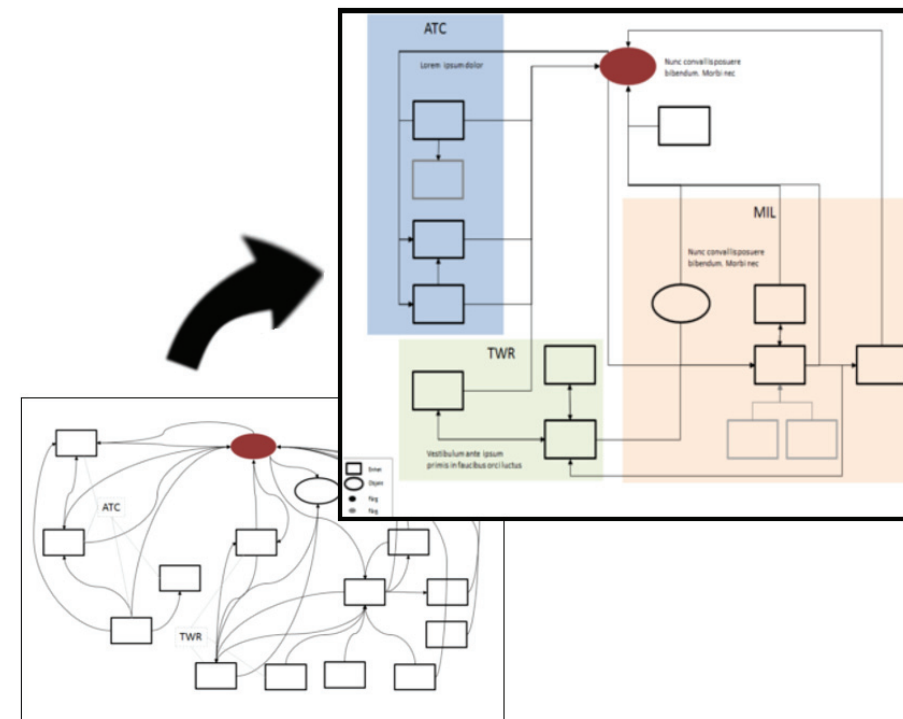 ATC
Lorem ipsum dolor
Nunc convallis posuere
bibendum. Morbi nec
MIL
Nunc convallis posuere
bibendum. Morbi nec
TWR
Vestibulum ante ipsum
primis in faucibus orci luctus
ATC
TWR